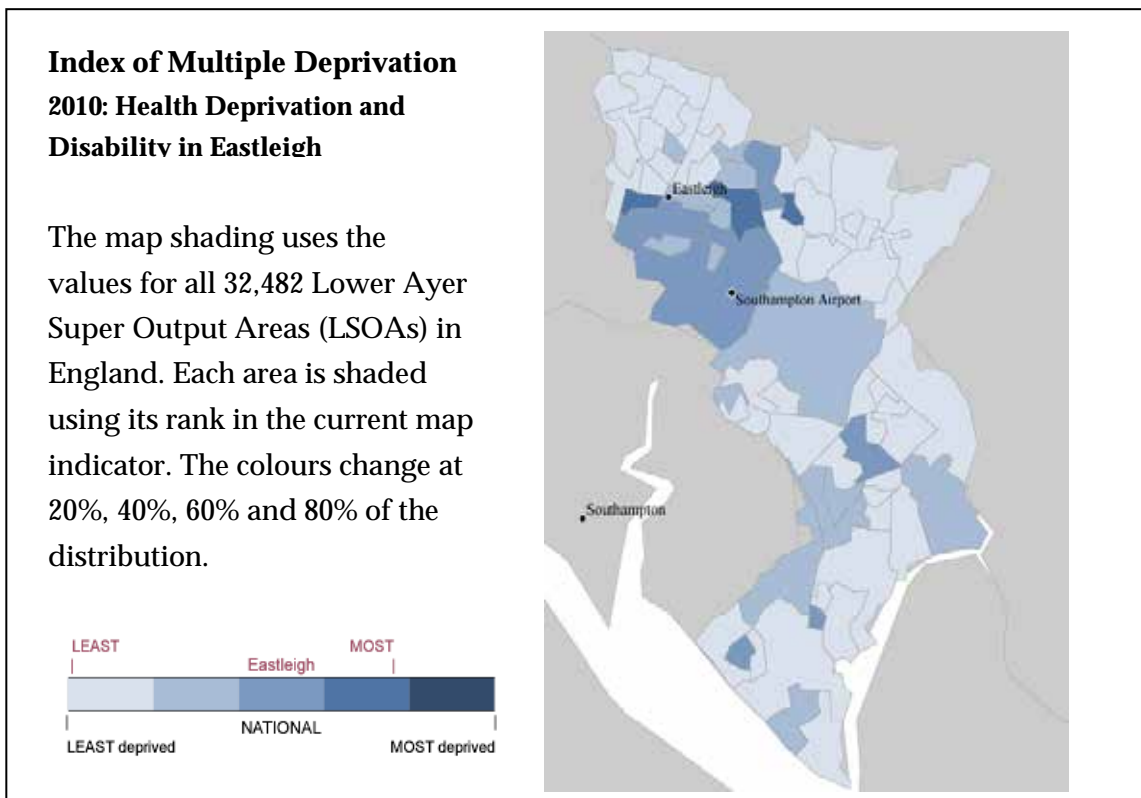 Index of Multiple Deprivation
2010: Health Deprivation and
Disability in Eastleigh
The map shading uses the
values for all 32,482 Lower Ayer
Super Output Areas (LSOAs) in
England. Each area is shaded
using its rank in the current map
indicator. The colours change at
20%, 40%, 60% and 80% of the
distribution.
LEAST
MOST
Eastleigh
NATIONAL
LEAST deprived
MOST deprived
Eastleigh
Southampton Airport
Southampton